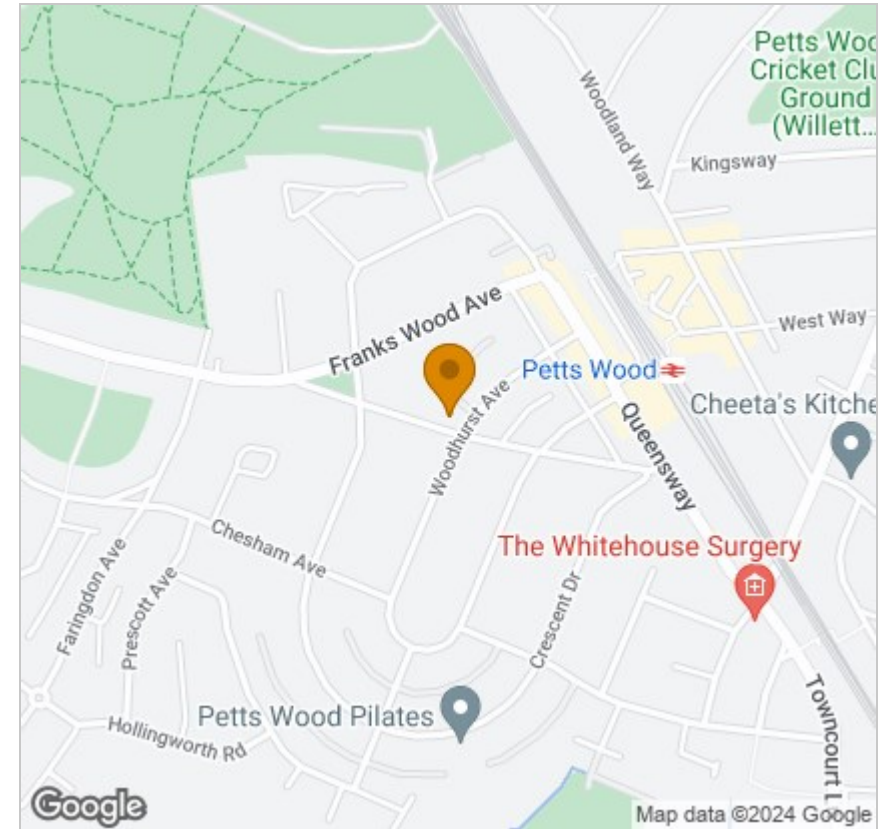 Petts Woo
Cricket Clu
Ground
(Willett...
Woodland Way
Kingsway
Franks Wood Ave
West Way
Petts Wood
Cheeta's Kitche
Woodhurst Ave
Queensway
The Whitehouse Surgery
Chesham Ave
Faringdon Ave
Prescott Ave
Crescent Dr
Petts Wood Pilates
Hollingworth Rd
Towncourt L
Google
Map data ©2024 Google